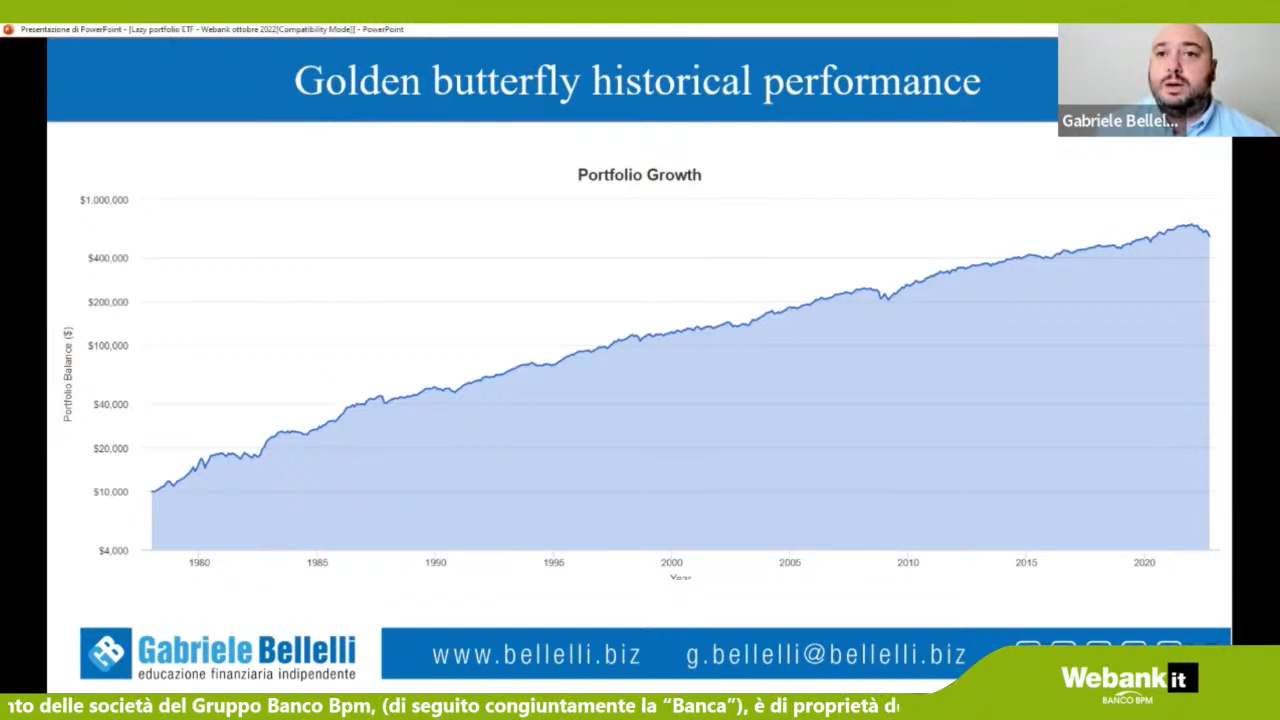 Presentazione di PowerPoint - [Lazy portfolio ETF - Webank ottobre 2022[Compatibility Mode]] - PowerPoint
Golden butterfly historical performance
Gabriele Bellel...
Portfolio Growth
$1,000,000
$400,000
$200,000
$100,000
$40,000
$20,000
$10,000
$4,000
Portfolio Balance ($)
1980 1985 1990 1995 2000 2005 2010 2015 2020
Year
Gabriele Bellelli
educazione finanziaria indipendente
www.bellelli.biz g.bellelli@bellelli.biz
Webank it
BANCO BPM
nto delle società del Gruppo Banco Bpm, (di seguito congiuntamente la “Banca”), è di proprietà d